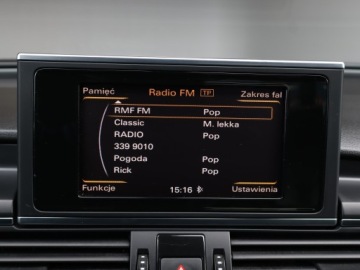 Pamięć Radio FM TP Zakres fal
RMF FM Pop
Classic M. lekka
RADIO Pop
339 9010
Pogoda Pop
Rick Pop
Funkcje 15:16 Ustawienia